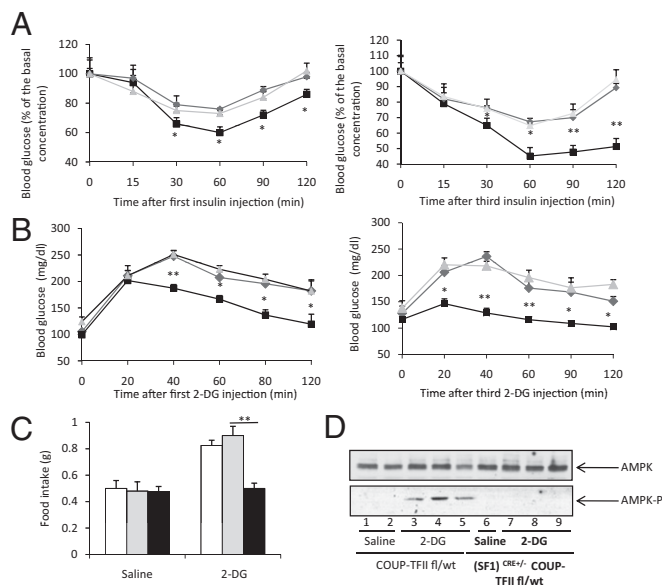 A
120
100
80
60
40
Blood glucose (% of the basal
concentration)
0 15 30 60 90 120
* * * *
Time after first insulin injection (min)
100
90
80
70
60
50
40
Blood glucose (% of the basal
concentration)
0 15 30 60 90 120
* * ** **
Time after third insulin injection (min)
B
300
250
200
150
100
50
Blood glucose (mg/dl)
0 20 40 60 90 120
** * * *
Time after first 2-DG injection (min)
300
250
200
150
100
50
Blood glucose (mg/dl)
0 20 40 60 90 120
* ** ** * *
Time after third 2-DG injection (min)
C
1
0.8
0.6
0.4
0.2
0
Food intake (g)
**
Saline 2-DG
D
AMPK
AMPK-P
1 2 3 4 5 6 7 8 9
Saline 2-DG Saline 2-DG
COUP-TFII fl/wt (SF1) CRE+/- COUP-
TFII fl/wt